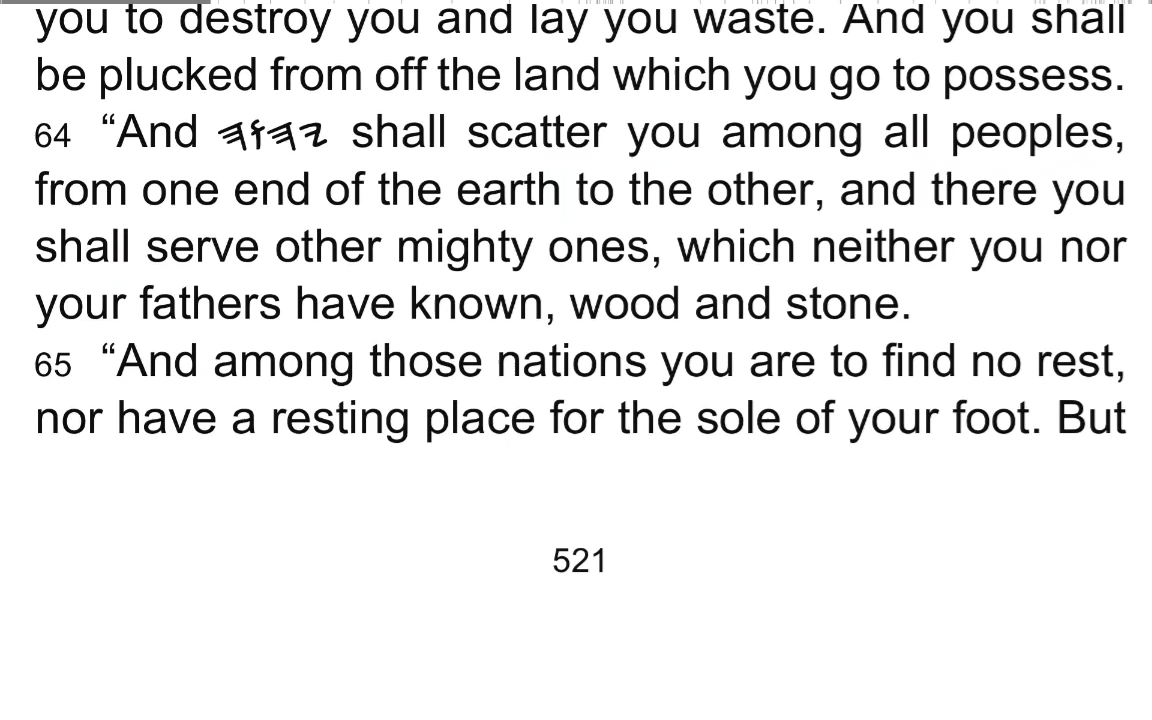 you to destroy you and lay you waste. And you shall
be plucked from off the land which you go to possess.
64 “And 𐤉𐤄𐤅𐤄 shall scatter you among all peoples,
from one end of the earth to the other, and there you
shall serve other mighty ones, which neither you nor
your fathers have known, wood and stone.
65 “And among those nations you are to find no rest,
nor have a resting place for the sole of your foot. But
521